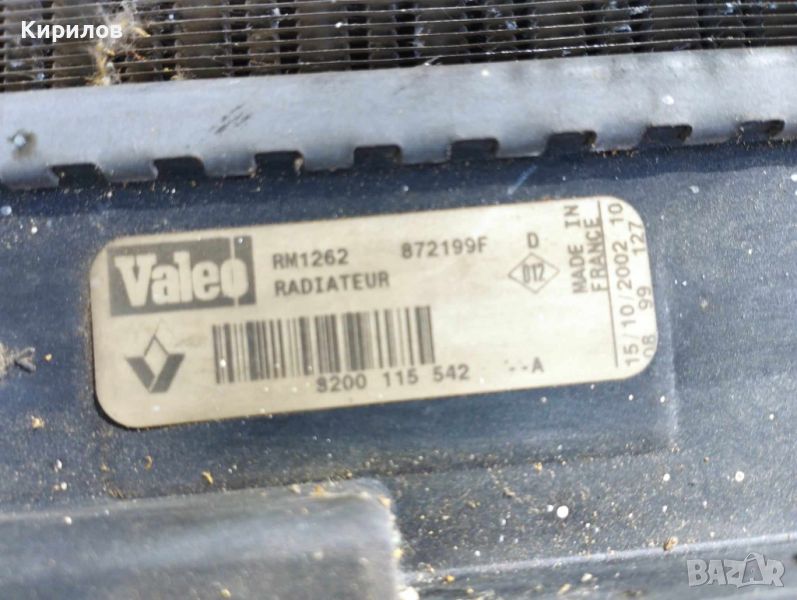 Кирилов
Valeo
RM1262 872199F D
RADIATEUR
D12
8200 115 542 --A
MADE IN
FRANCE
15/10/2002 10
08 99 127
BAZAR